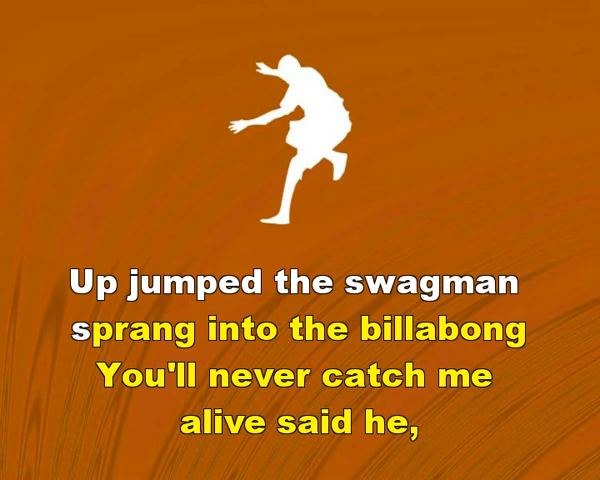 Up jumped the swagman
sprang into the billabong
You'll never catch me
alive said he,